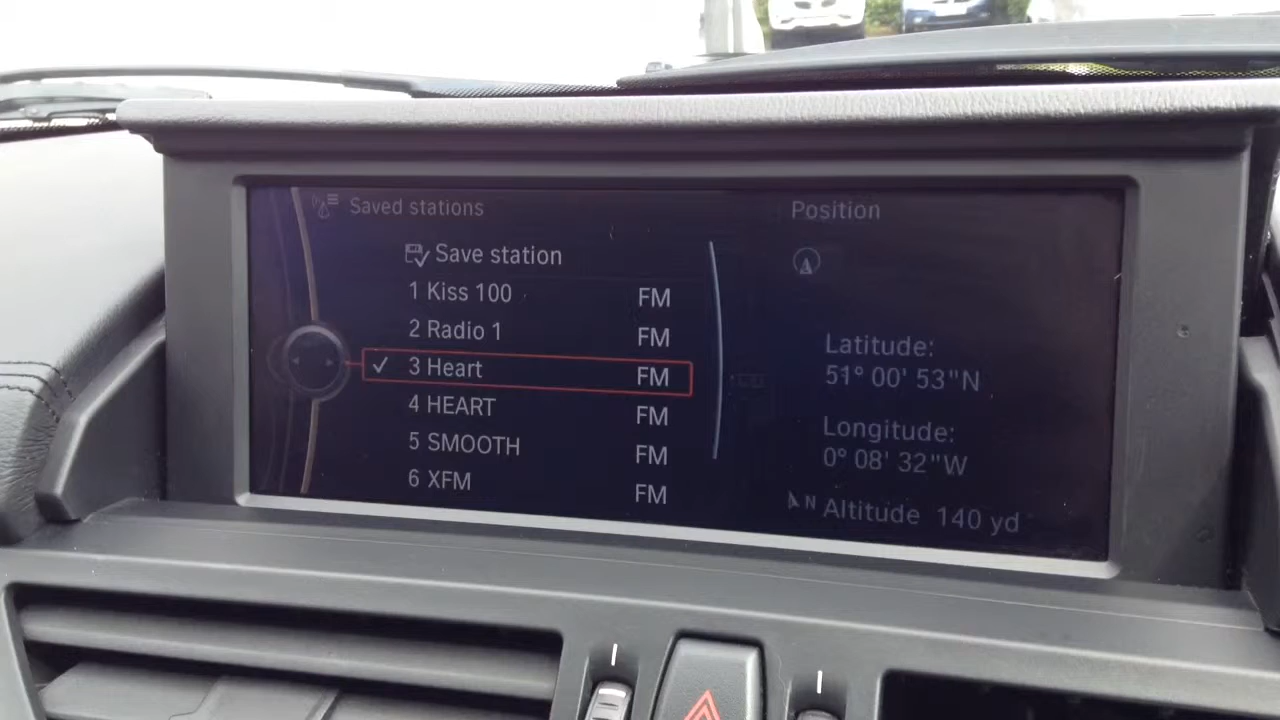 Saved stations
Save station
1 Kiss 100 FM
2 Radio 1 FM
3 Heart FM
4 HEART FM
5 SMOOTH FM
6 XFM FM
Position
Latitude:
51° 00' 53"N
Longitude:
0° 08' 32"W
N Altitude 140 yd